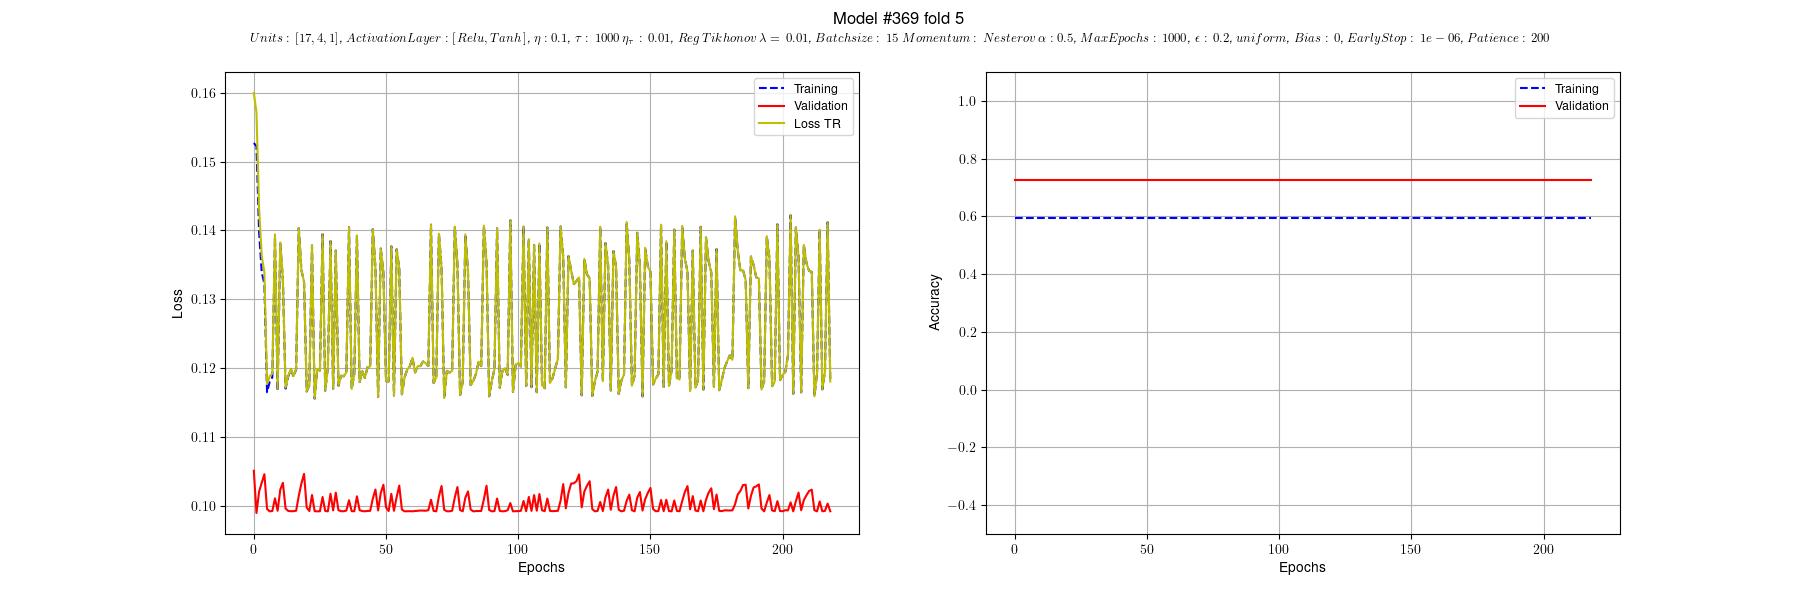 Model #369 fold 5
Units : [17, 4, 1], ActivationLayer : [Relu, Tanh], η : 0.1, τ : 1000 ητ : 0.01, Reg Tikhonov λ = 0.01, Batchsize : 15 Momentum : Nesterov α : 0.5, MaxEpochs : 1000, ϵ : 0.2, uniform, Bias : 0, EarlyStop : 1e − 06, Patience : 200
0.16
0.15
0.14
0.13
0.12
0.11
0.10
Loss
0 50 100 150 200
Epochs
Training
Validation
Loss TR
1.0
0.8
0.6
0.4
0.2
0.0
−0.2
−0.4
Accuracy
0 50 100 150 200
Epochs
Training
Validation